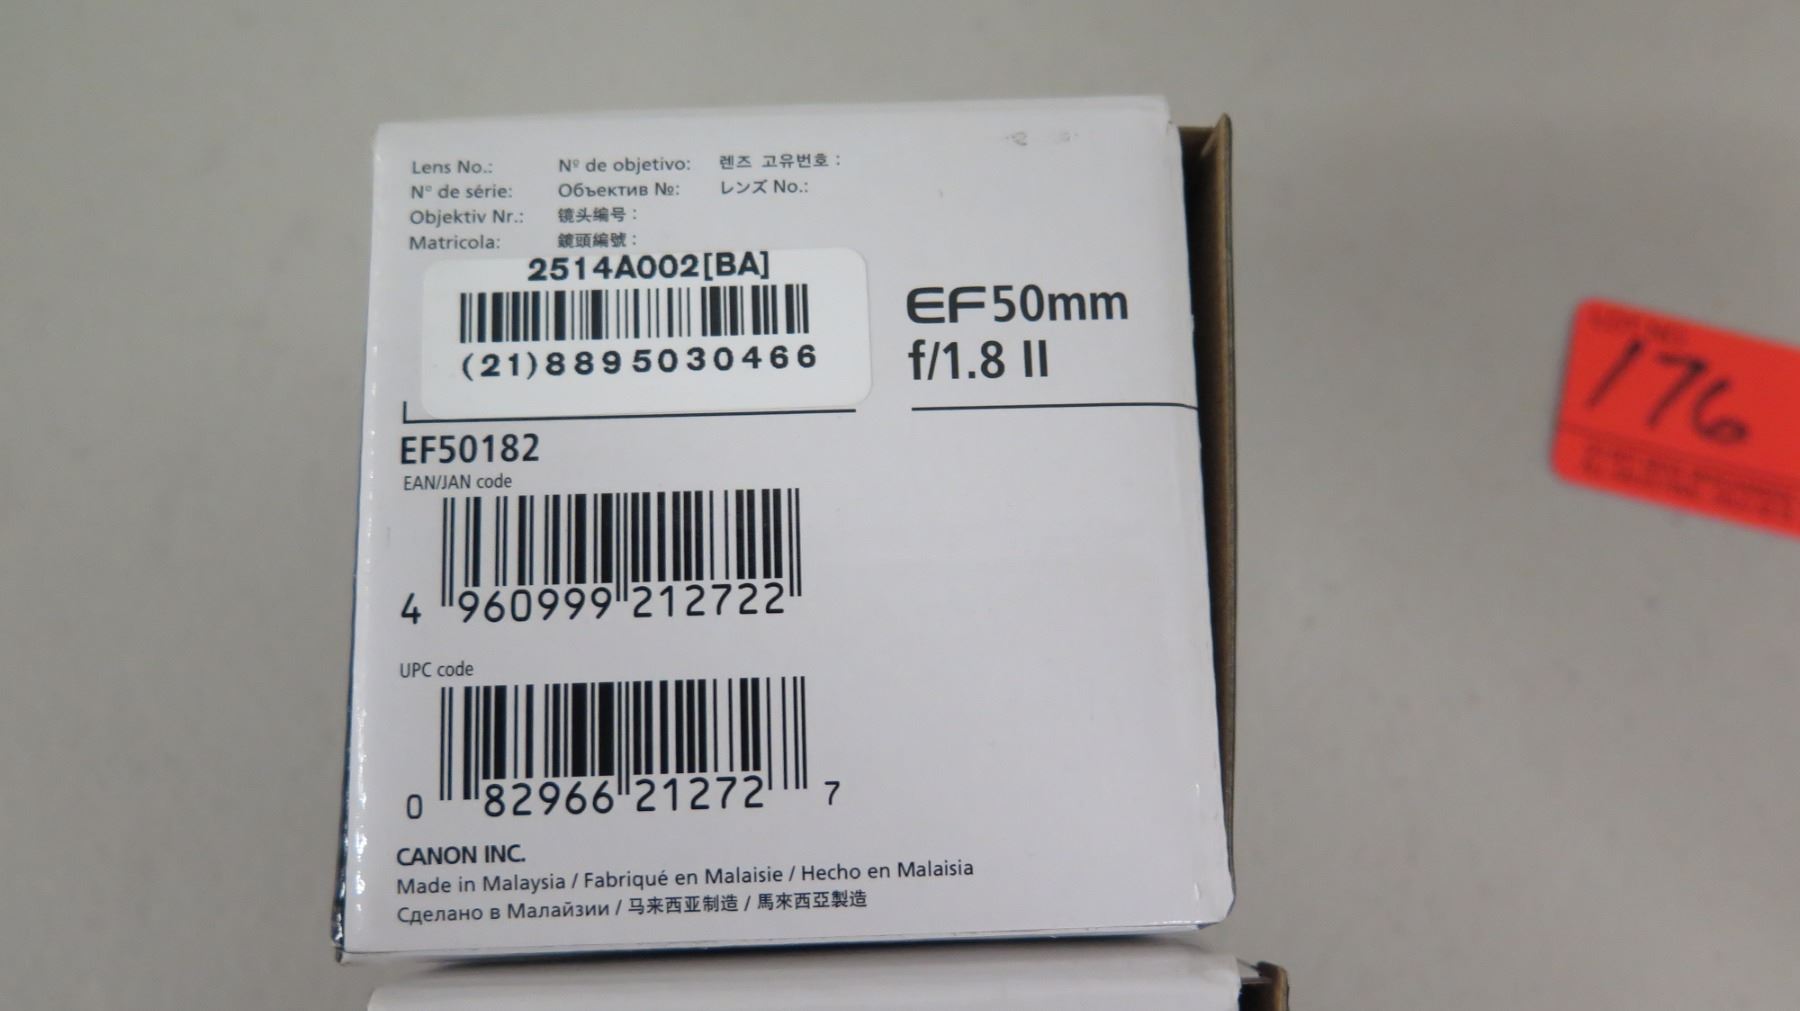 Lens No.: Nº de objetivo: 렌즈 고유번호 :
N° de série: Объектив №: レンズ No.:
Objektiv Nr.: 镜头编号 :
Matricola: 鏡頭編號 :
2514A002[BA]
(21)8895030466
EF50mm
f/1.8 II
EF50182
EAN/JAN code
4 960999 212722
UPC code
0 82966 21272 7
CANON INC.
Made in Malaysia / Fabriqué en Malaisie / Hecho en Malaisia
Сделано в Малайзии / 马来西亚制造 / 馬來西亞製造
LOT NO.
176